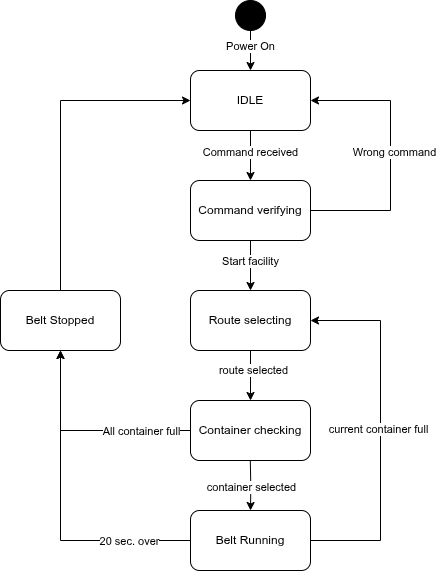 Power On
IDLE
Command received
Wrong command
Command verifying
Start facility
Belt Stopped
Route selecting
route selected
current container full
All container full
Container checking
container selected
20 sec. over
Belt Running